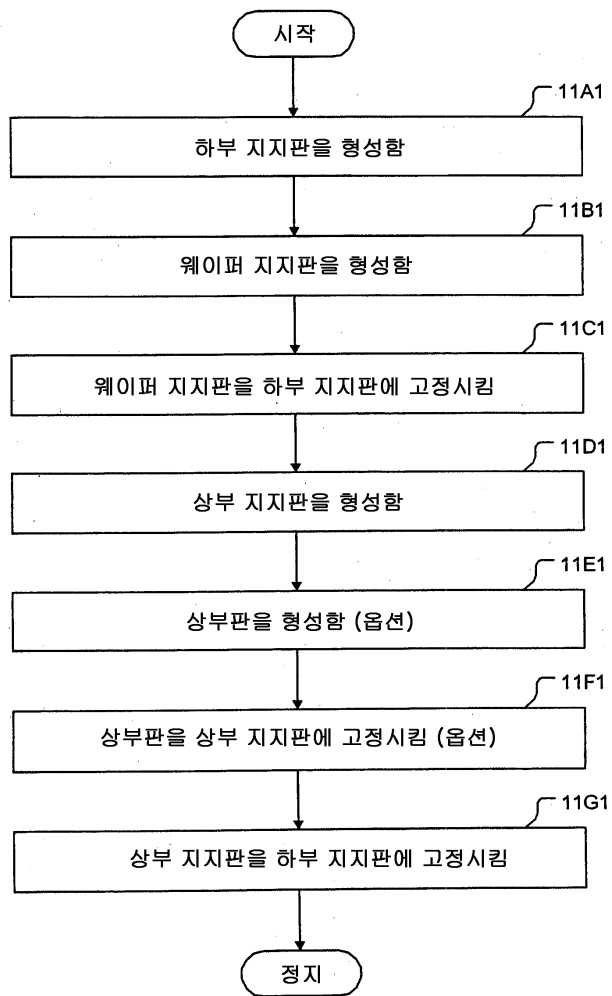 시작
11A1
하부 지지판을 형성함
11B1
웨이퍼 지지판을 형성함
11C1
웨이퍼 지지판을 하부 지지판에 고정시킴
11D1
상부 지지판을 형성함
11E1
상부판을 형성함 (옵션)
11F1
상부판을 상부 지지판에 고정시킴 (옵션)
11G1
상부 지지판을 하부 지지판에 고정시킴
정지